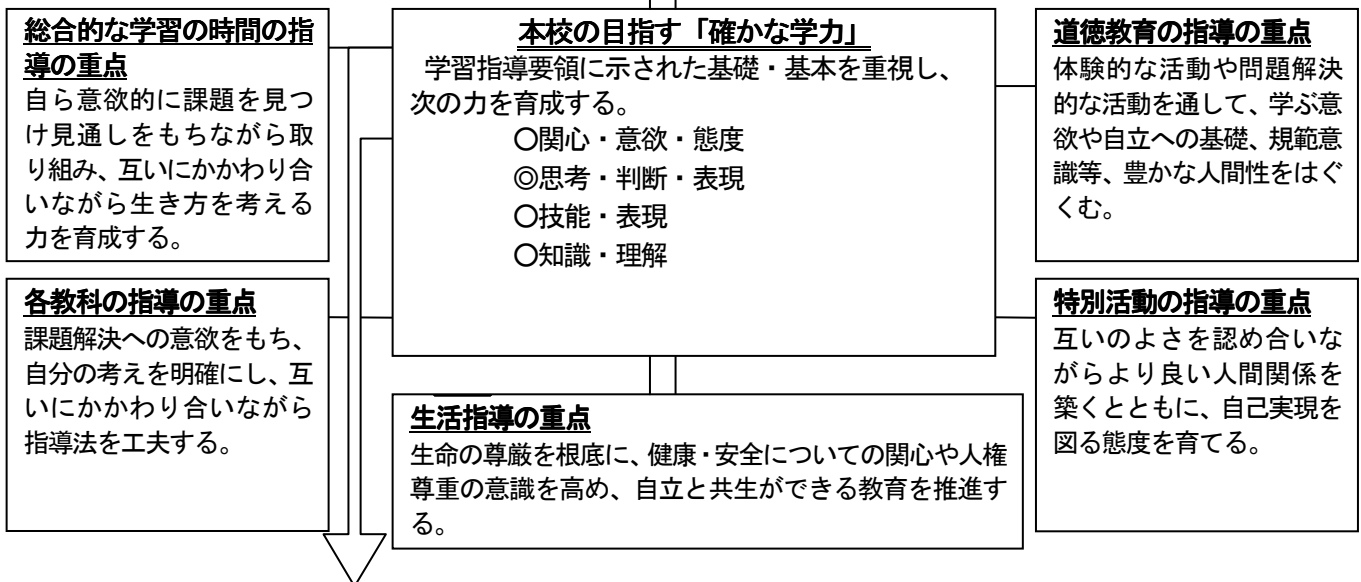 総合的な学習の時間の指
導の重点
自ら意欲的に課題を見つ
け見通しをもちながら取
り組み、互いにかかわり合
いながら生き方を考える
力を育成する。
本校の目指す「確かな学力」
学習指導要領に示された基礎・基本を重視し、
次の力を育成する。
○関心・意欲・態度
◎思考・判断・表現
○技能・表現
○知識・理解
道徳教育の指導の重点
体験的な活動や問題解決
的な活動を通して、学ぶ意
欲や自立への基礎、規範意
識等、豊かな人間性をはぐ
くむ。
各教科の指導の重点
課題解決への意欲をもち、
自分の考えを明確にし、互
いにかかわり合いながら
指導法を工夫する。
生活指導の重点
生命の尊厳を根底に、健康・安全についての関心や人権
尊重の意識を高め、自立と共生ができる教育を推進す
る。
特別活動の指導の重点
互いのよさを認め合いな
がらより良い人間関係を
築くとともに、自己実現を
図る態度を育てる。